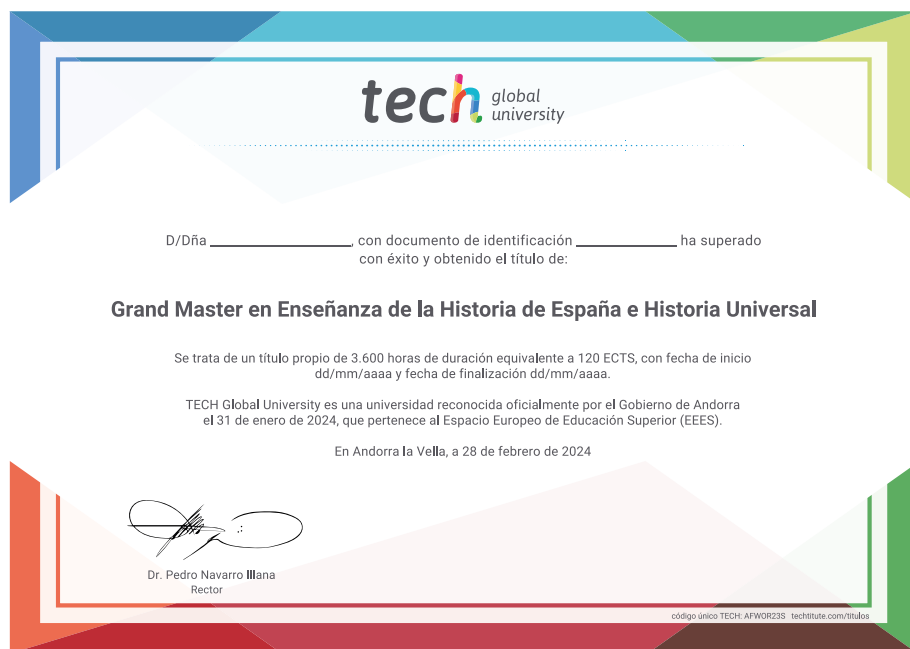 tech global
university
D/Dña ____________________, con documento de identificación ______________ ha superado
con éxito y obtenido el título de:
Grand Master en Enseñanza de la Historia de España e Historia Universal
Se trata de un título propio de 3.600 horas de duración equivalente a 120 ECTS, con fecha de inicio
dd/mm/aaaa y fecha de finalización dd/mm/aaaa.
TECH Global University es una universidad reconocida oficialmente por el Gobierno de Andorra
el 31 de enero de 2024, que pertenece al Espacio Europeo de Educación Superior (EEES).
En Andorra la Vella, a 28 de febrero de 2024
Dr. Pedro Navarro Illana
Rector
código único TECH: AFWOR23S techtitute.com/titulos